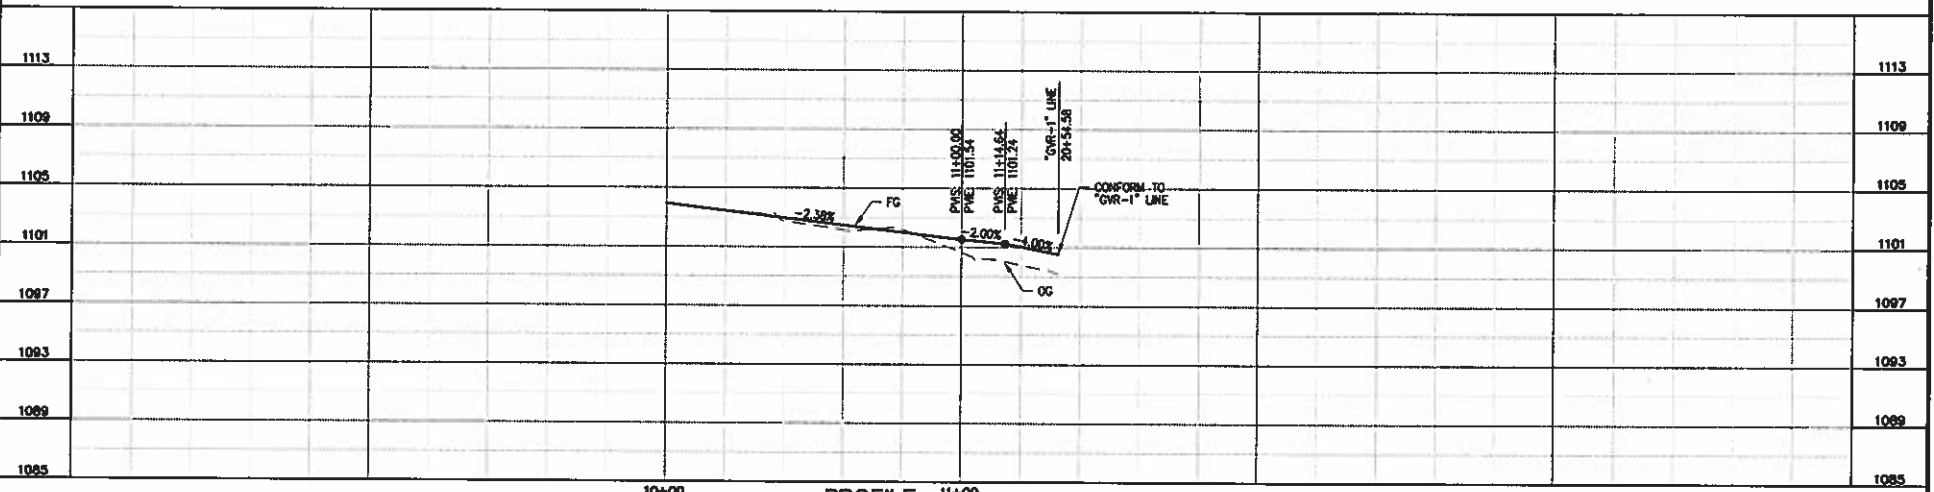 1113
1109
1105
1101
1097
1093
1089
1085
PVIS: 11+00.00
PVIE: 1101.54
PVIS: 11+14.64
PVIE: 1101.24
"GVR-1" LINE
20+54.58
CONFORM TO
"GVR-1" LINE
FG
-2.38%
-2.00%
-4.00%
OG
1113
1109
1105
1101
1097
1093
1089
1085
10+00
PROFILE
11+00